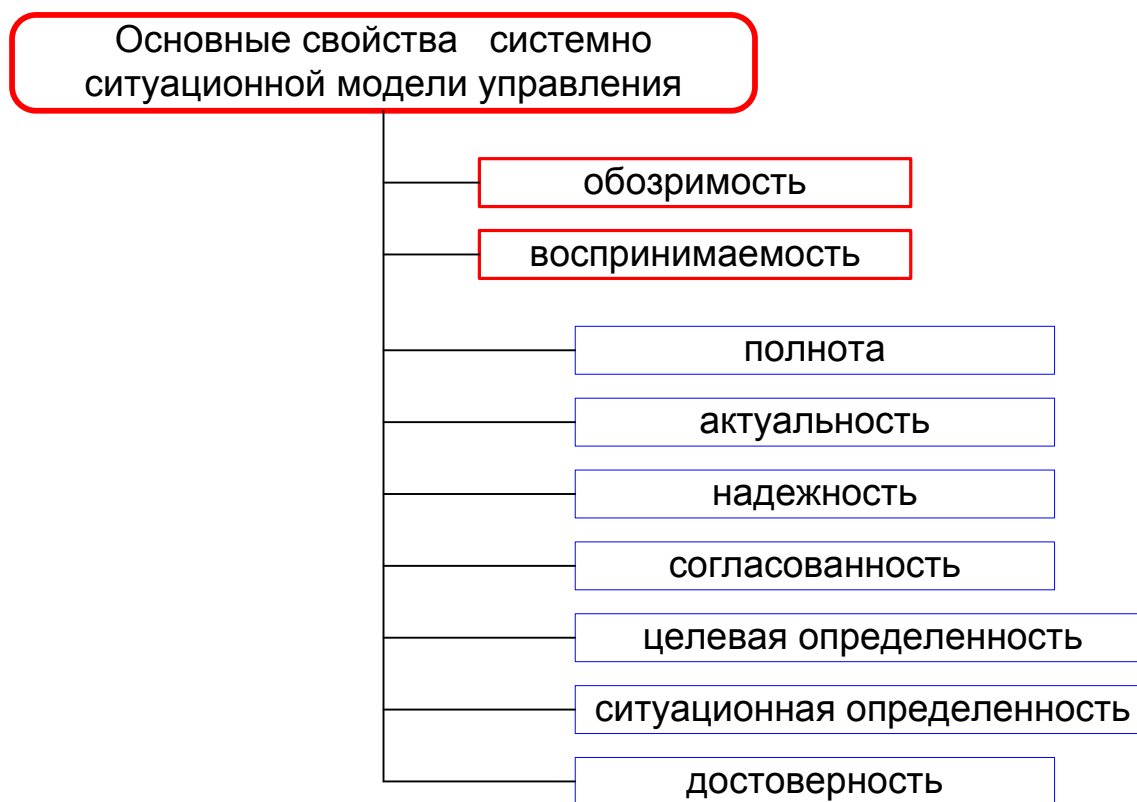 Основные свойства системно
ситуационной модели управления
обозримость
воспринимаемость
полнота
актуальность
надежность
согласованность
целевая определенность
ситуационная определенность
достоверность